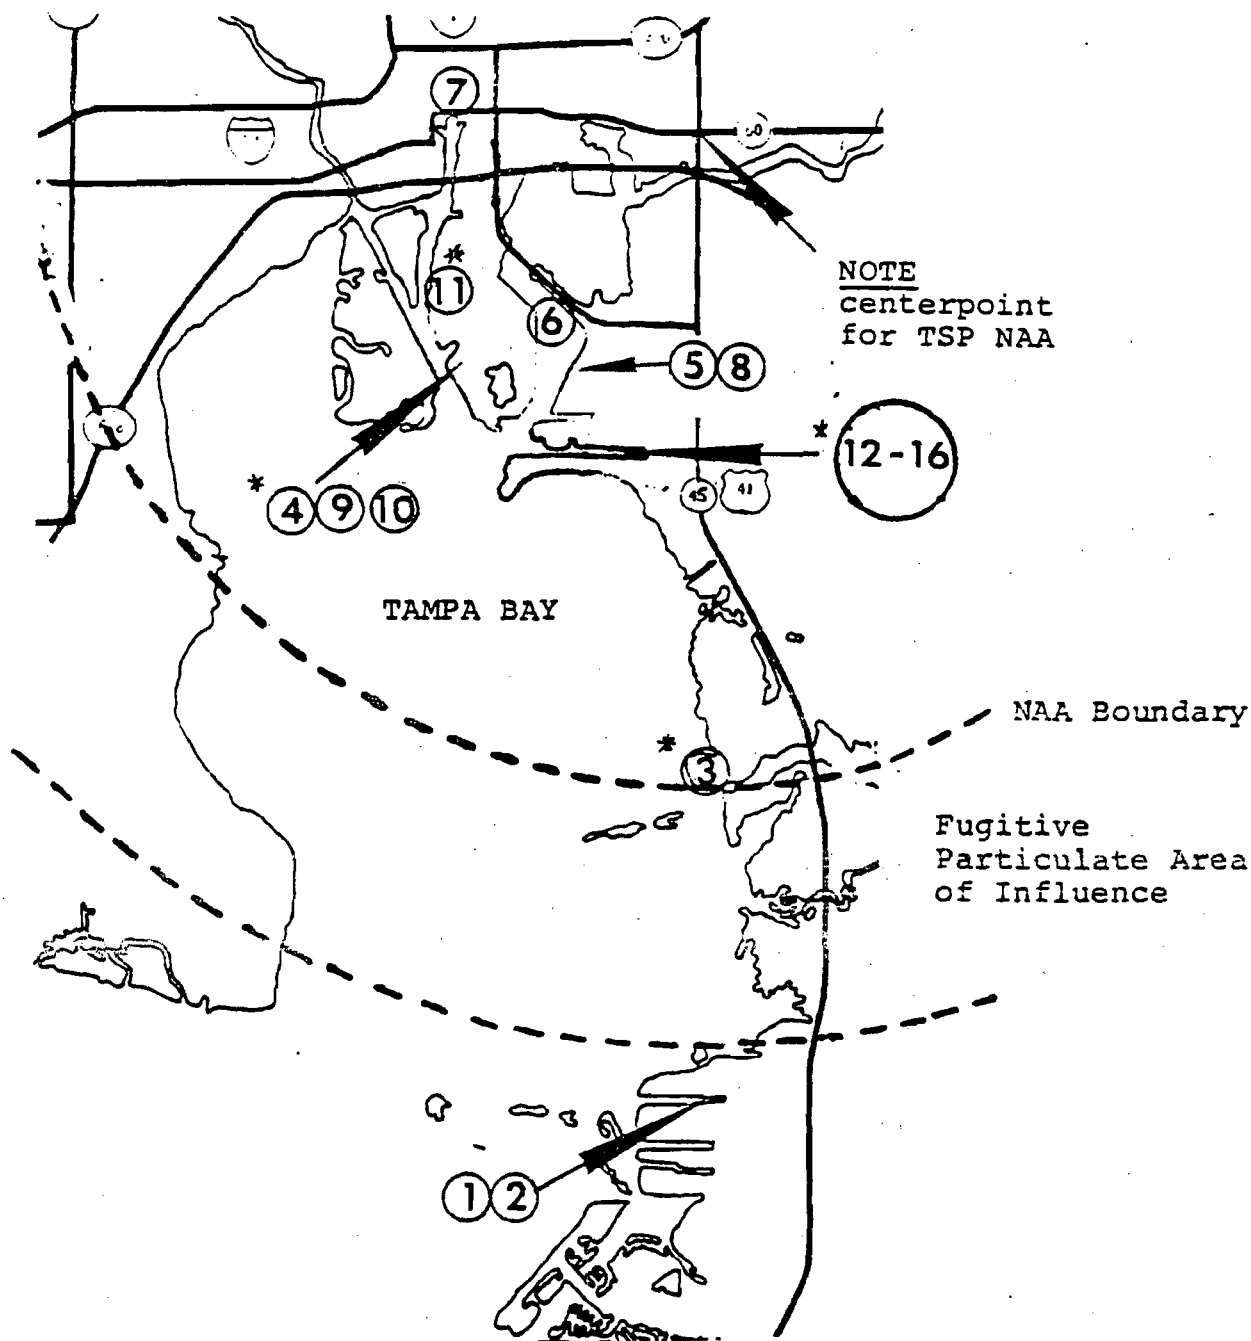 7
60
NOTE
centerpoint
for TSP NAA
*
11
6
5 8
* 12-16
45 41
*
4 9 10
TAMPA BAY
NAA Boundary
*
3
Fugitive
Particulate Area
of Influence
1 2